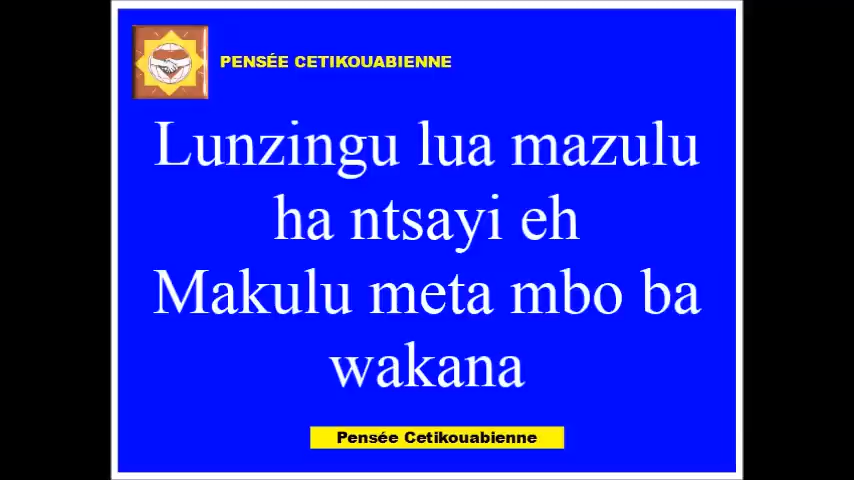 PENSÉE CETIKOUABIENNE
Lunzingu lua mazulu
ha ntsayi eh
Makulu meta mbo ba
wakana
Pensée Cetikouabienne